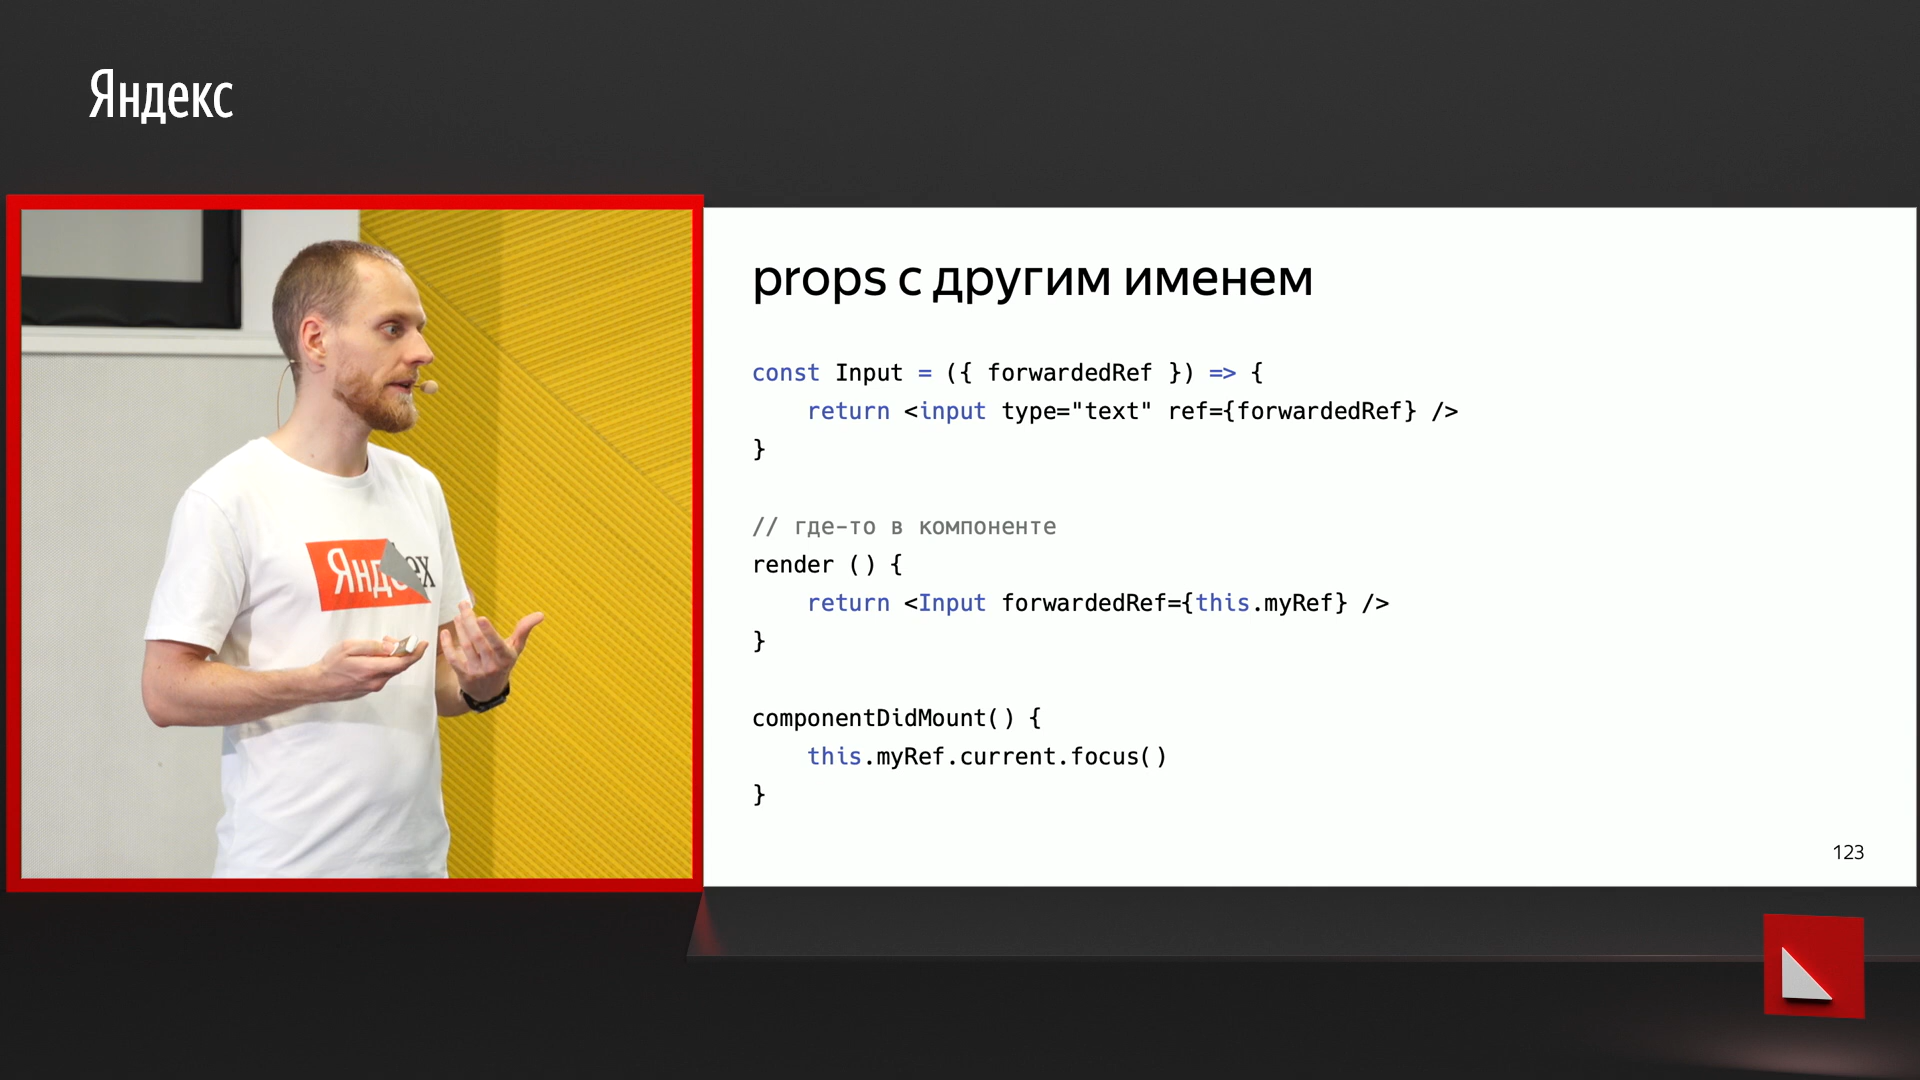 Яндекс
props с другим именем
const Input = ({ forwardedRef }) => {
    return <input type="text" ref={forwardedRef} />
}
// где-то в компоненте
render () {
    return <Input forwardedRef={this.myRef} />
}
componentDidMount() {
    this.myRef.current.focus()
}
123